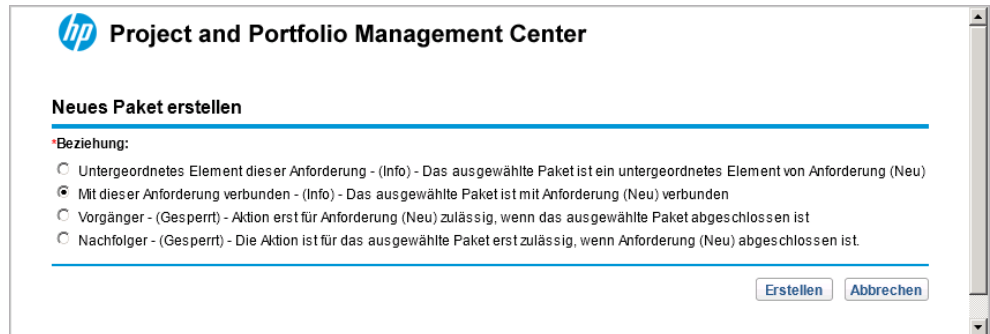 hp Project and Portfolio Management Center
Neues Paket erstellen
*Beziehung:
Untergeordnetes Element dieser Anforderung - (Info) - Das ausgewählte Paket ist ein untergeordnetes Element von Anforderung (Neu)
Mit dieser Anforderung verbunden - (Info) - Das ausgewählte Paket ist mit Anforderung (Neu) verbunden
Vorgänger - (Gesperrt) - Aktion erst für Anforderung (Neu) zulässig, wenn das ausgewählte Paket abgeschlossen ist
Nachfolger - (Gesperrt) - Die Aktion ist für das ausgewählte Paket erst zulässig, wenn Anforderung (Neu) abgeschlossen ist.
Erstellen Abbrechen